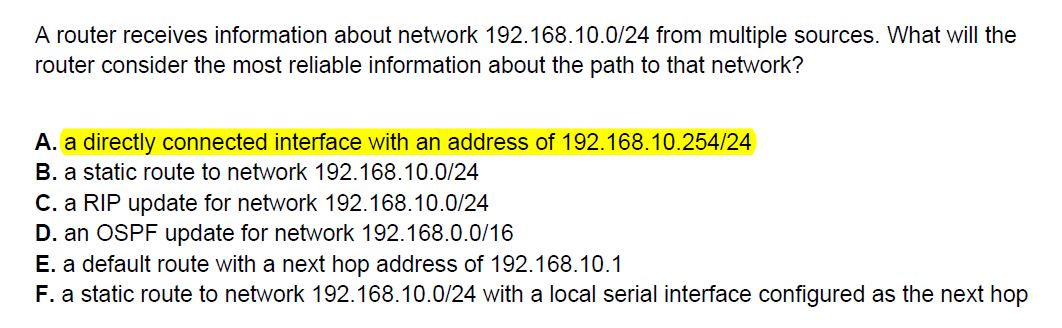 A router receives information about network 192.168.10.0/24 from multiple sources. What will the
router consider the most reliable information about the path to that network?
A. a directly connected interface with an address of 192.168.10.254/24
B. a static route to network 192.168.10.0/24
C. a RIP update for network 192.168.10.0/24
D. an OSPF update for network 192.168.0.0/16
E. a default route with a next hop address of 192.168.10.1
F. a static route to network 192.168.10.0/24 with a local serial interface configured as the next hop